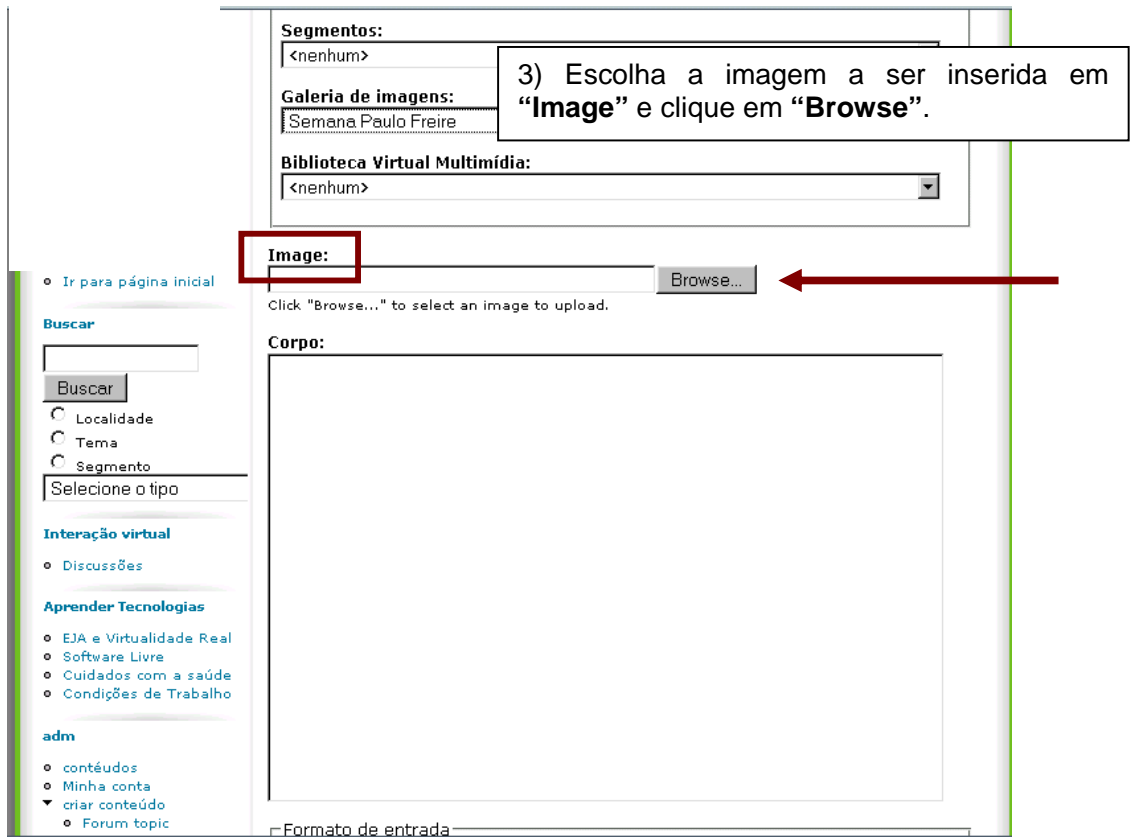 Segmentos:
<nenhum>
3) Escolha a imagem a ser inserida em
“Image” e clique em “Browse”.
Galeria de imagens:
Semana Paulo Freire
Biblioteca Virtual Multimídia:
<nenhum>
Image:
Browse...
Click "Browse..." to select an image to upload.
Corpo:
Ir para página inicial
Buscar
Buscar
Localidade
Tema
Segmento
Selecione o tipo
Interação virtual
Discussões
Aprender Tecnologias
EJA e Virtualidade Real
Software Livre
Cuidados com a saúde
Condições de Trabalho
adm
contéudos
Minha conta
criar conteúdo
Forum topic
Formato de entrada